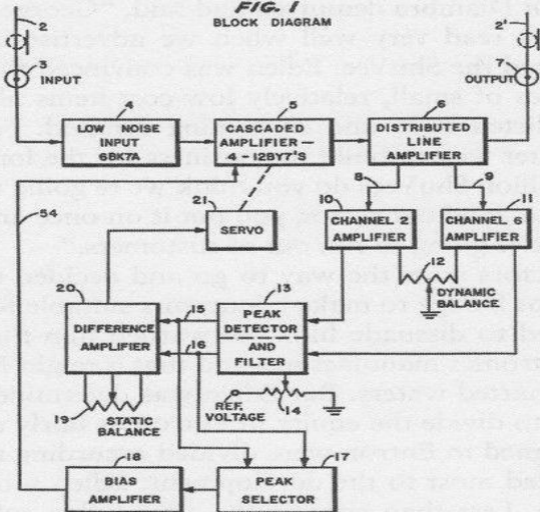 FIG.
BLOCK DIAGRAM
2
2'
7
INPUT
OUTPUT
4
5
6
LOW NOISE
INPUT
6BK7A
CASCADED
AMPLIFIER—
4 - 12BY7'S
DISTRIBUTED
LINE
AMPLIFIER
8
9
54
21
10
11
SERVO
CHANNEL 2
AMPLIFIER
CHANNEL 6
AMPLIFIER
12
DYNAMIC
BALANCE
20
13
15
16
DIFFERENCE
AMPLIFIER
PEAK
DETECTOR
AND
FILTER
19
STATIC
BALANCE
REF.
VOLTAGE
14
18
17
BIAS
AMPLIFIER
PEAK
SELECTOR